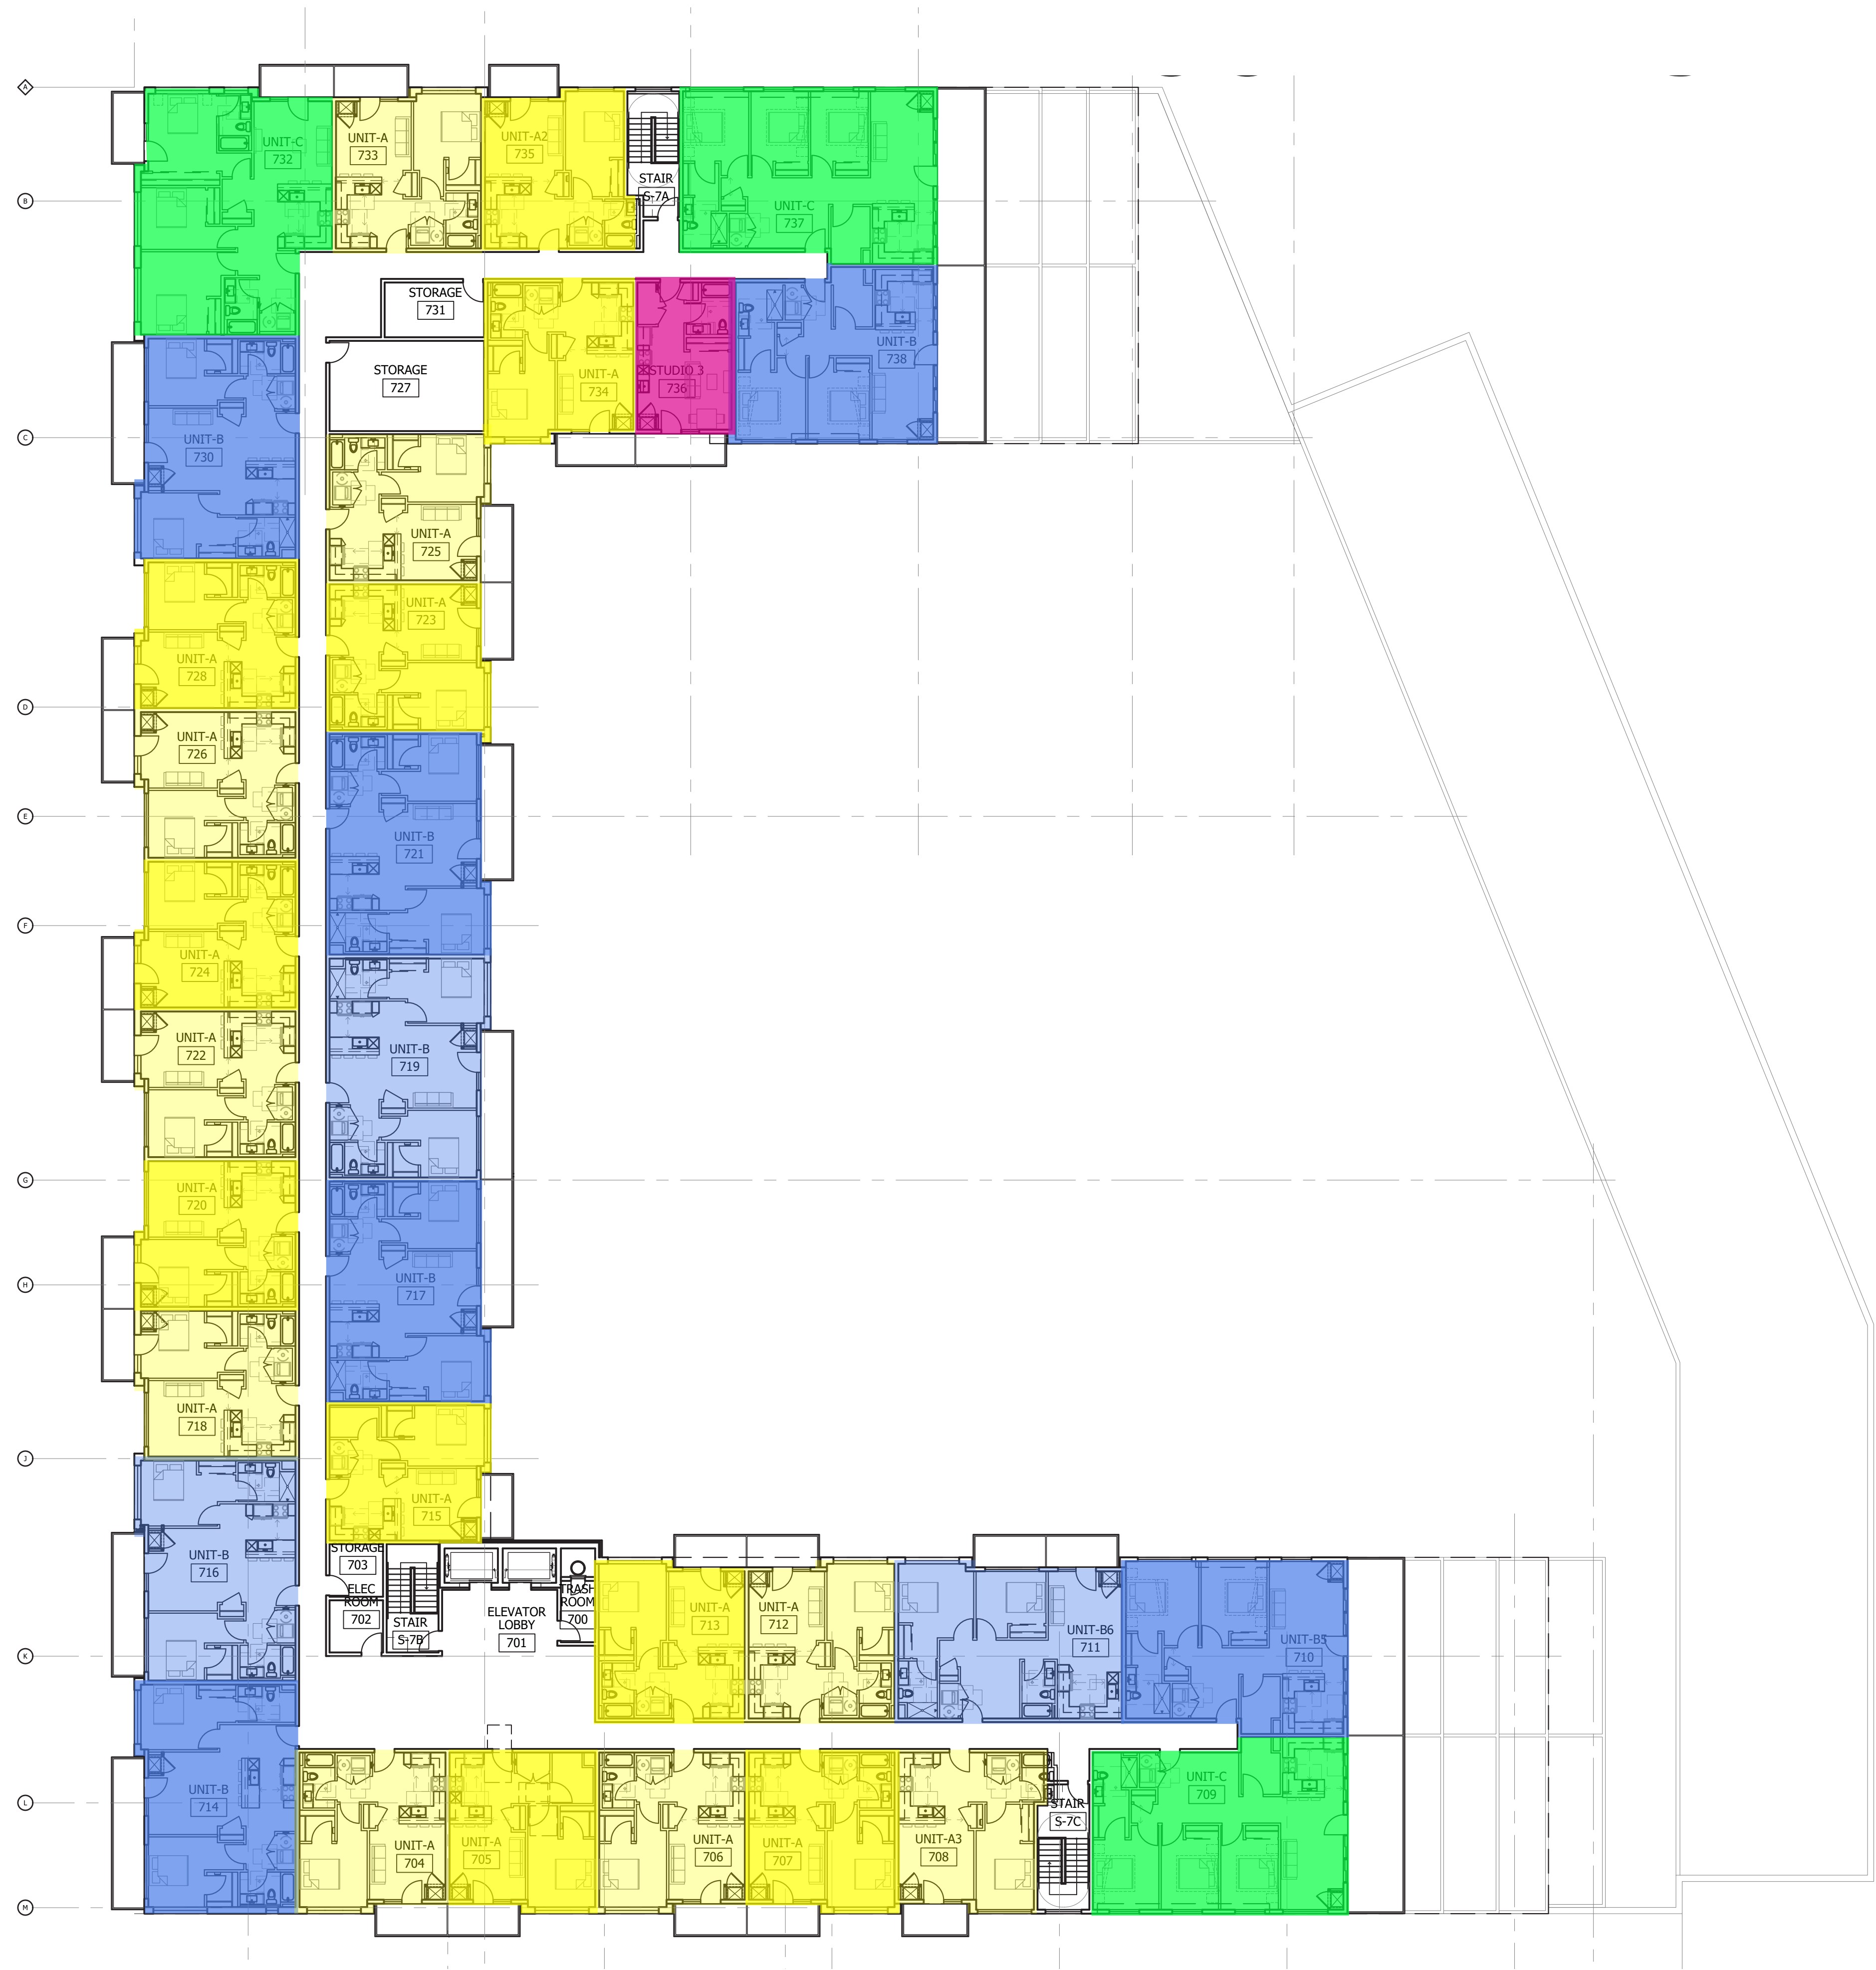 A
UNIT-C
732
UNIT-A
733
UNIT-A2
735
STAIR
S-7A
UNIT-C
737
B
STORAGE
731
STORAGE
727
UNIT-A
734
STUDIO 3
736
UNIT-B
738
C
UNIT-B
730
UNIT-A
725
UNIT-A
723
UNIT-A
728
D
UNIT-A
726
E
UNIT-B
721
F
UNIT-A
724
UNIT-A
722
UNIT-B
719
G
UNIT-A
720
H
UNIT-B
717
UNIT-A
718
J
UNIT-A
715
UNIT-B
716
STORAGE
703
ELEC
ROOM
702
STAIR
S-7B
ELEVATOR
LOBBY
701
TRASH
ROOM
700
UNIT-A
713
UNIT-A
712
UNIT-B6
711
UNIT-B5
710
K
UNIT-B
714
UNIT-A
704
UNIT-A
705
UNIT-A
706
UNIT-A
707
UNIT-A3
708
STAIR
S-7C
UNIT-C
709
L
M